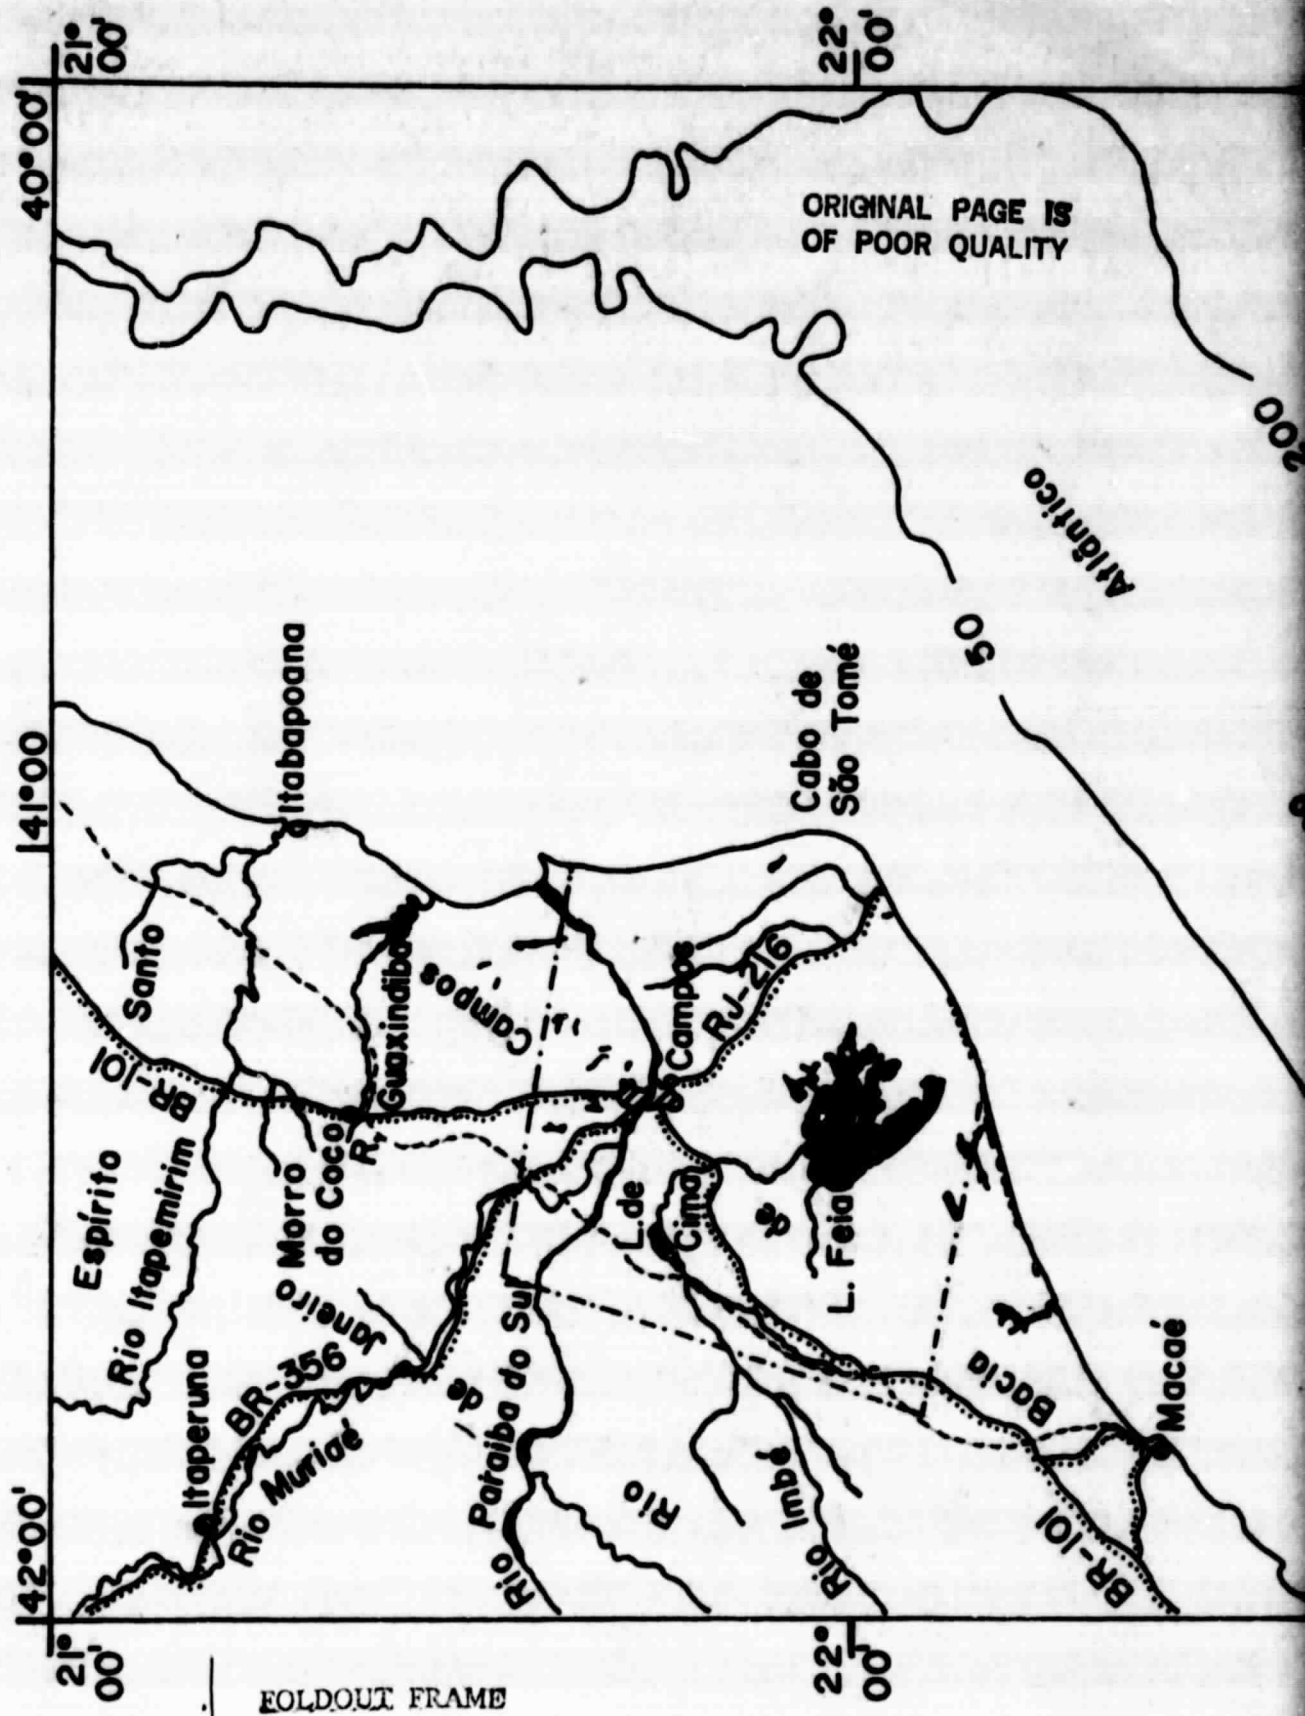 42°00'
41°00
40°00'
21°
00'
21°
00'
Espírito
Santo
BR-101
Rio Itapemirim
Itabapoana
Itaperuna
BR-356
Janeiro
Morro
do Coco
R.
Guaxindiba
Rio Muriaé
de
Campos
Paraiba do Sul
Rio
L. de
Cima
Campos
RJ-216
Rio
Imbé
Rio
de
L. Feia
Cabo de
São Tomé
22°
00'
22°
00'
ORIGINAL PAGE IS
OF POOR QUALITY
Bacia
BR-101
Macaé
50
Atlântico
200
FOLDOUT FRAME